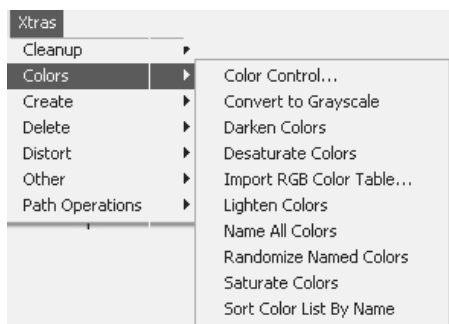 Xtras
Cleanup
Colors
Create
Delete
Distort
Other
Path Operations
Color Control...
Convert to Grayscale
Darken Colors
Desaturate Colors
Import RGB Color Table...
Lighten Colors
Name All Colors
Randomize Named Colors
Saturate Colors
Sort Color List By Name